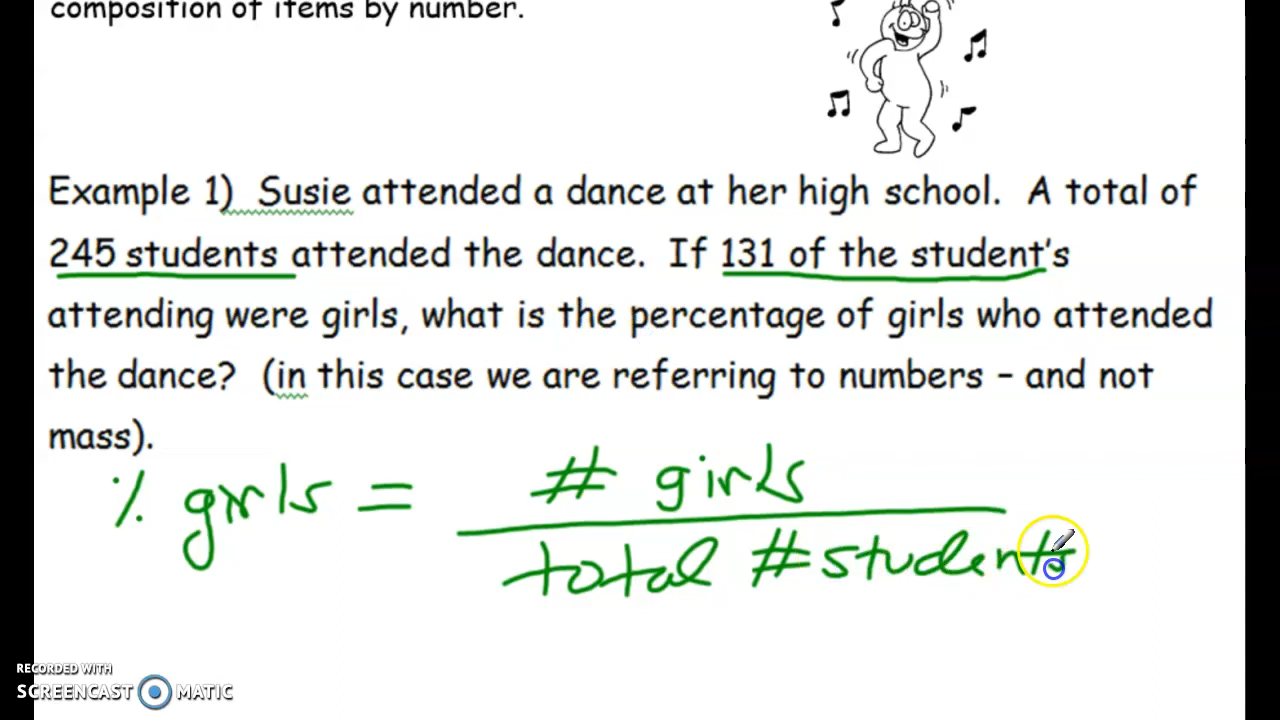 composition of items by number.
Example 1) Susie attended a dance at her high school. A total of
245 students attended the dance. If 131 of the student's
attending were girls, what is the percentage of girls who attended
the dance? (in this case we are referring to numbers – and not
mass).
% girls = # girls
total # students
RECORDED WITH
SCREENCAST MATIC